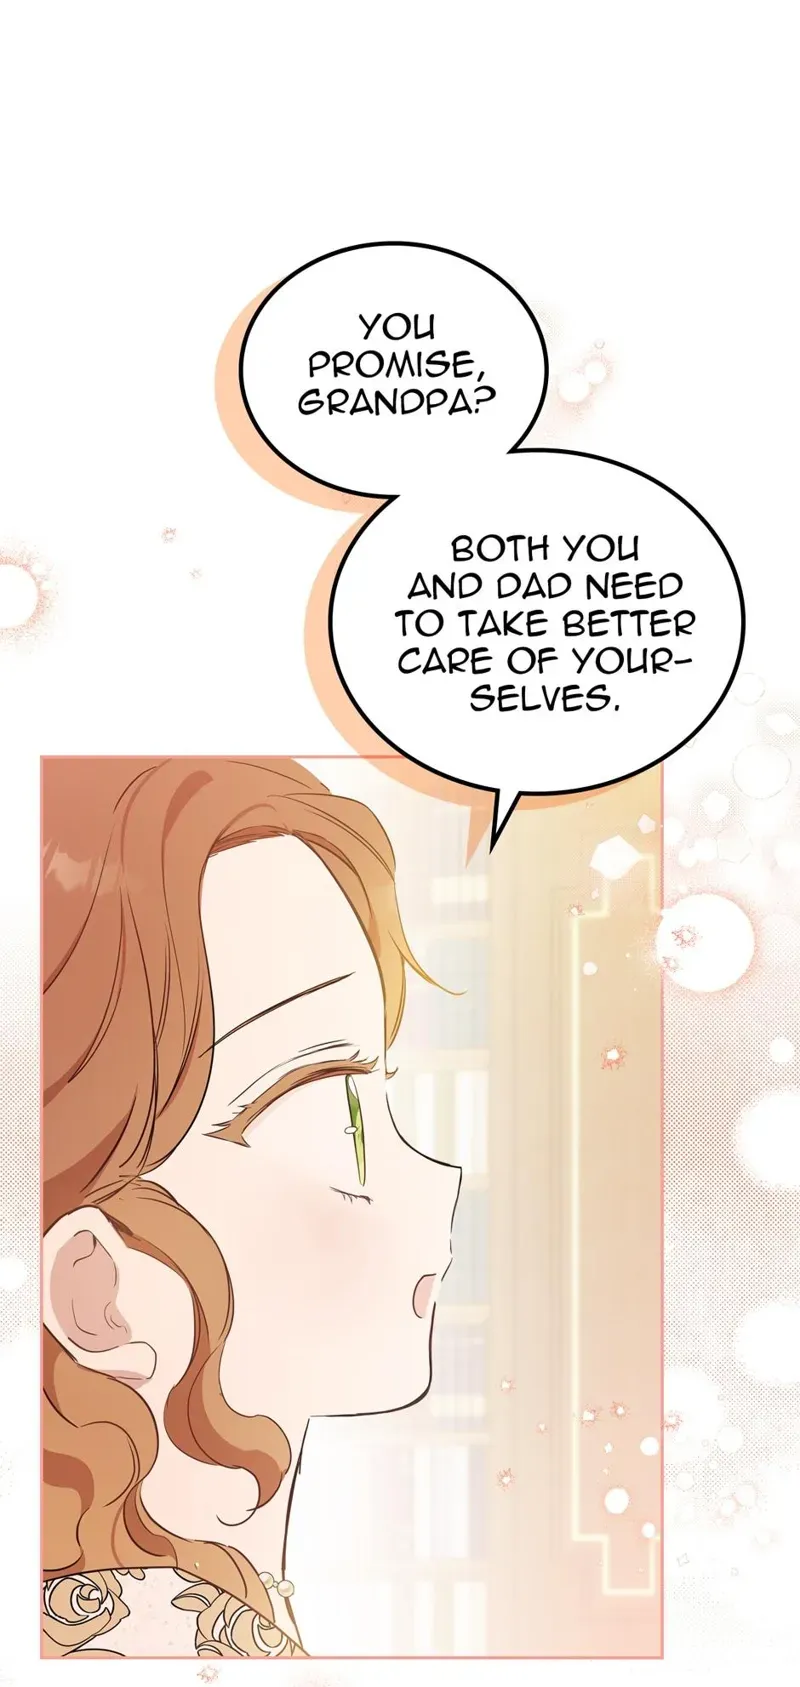 YOU
PROMISE,
GRANDPA?
BOTH YOU
AND DAD NEED
TO TAKE BETTER
CARE OF YOUR-
SELVES.